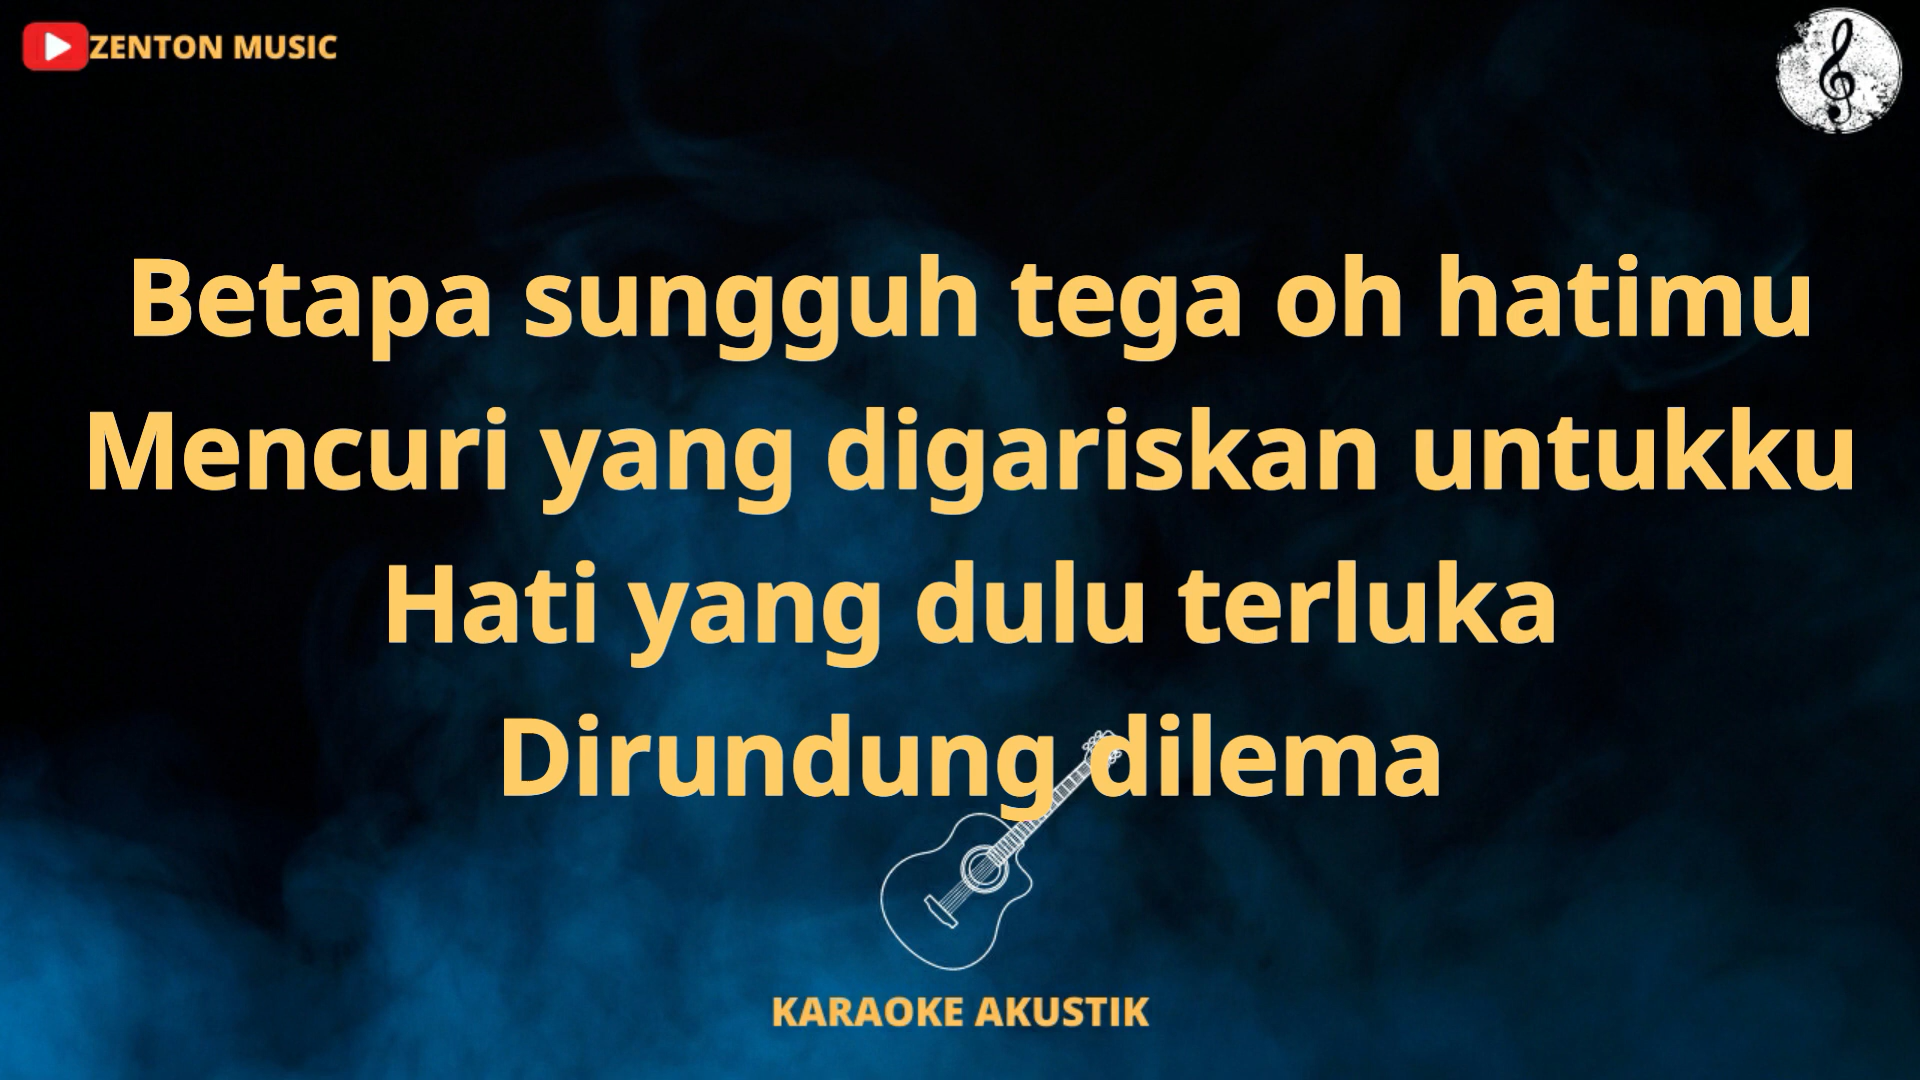 ZENTON MUSIC
Betapa sungguh tega oh hatimu
Mencuri yang digariskan untukku
Hati yang dulu terluka
Dirundung dilema
KARAOKE AKUSTIK